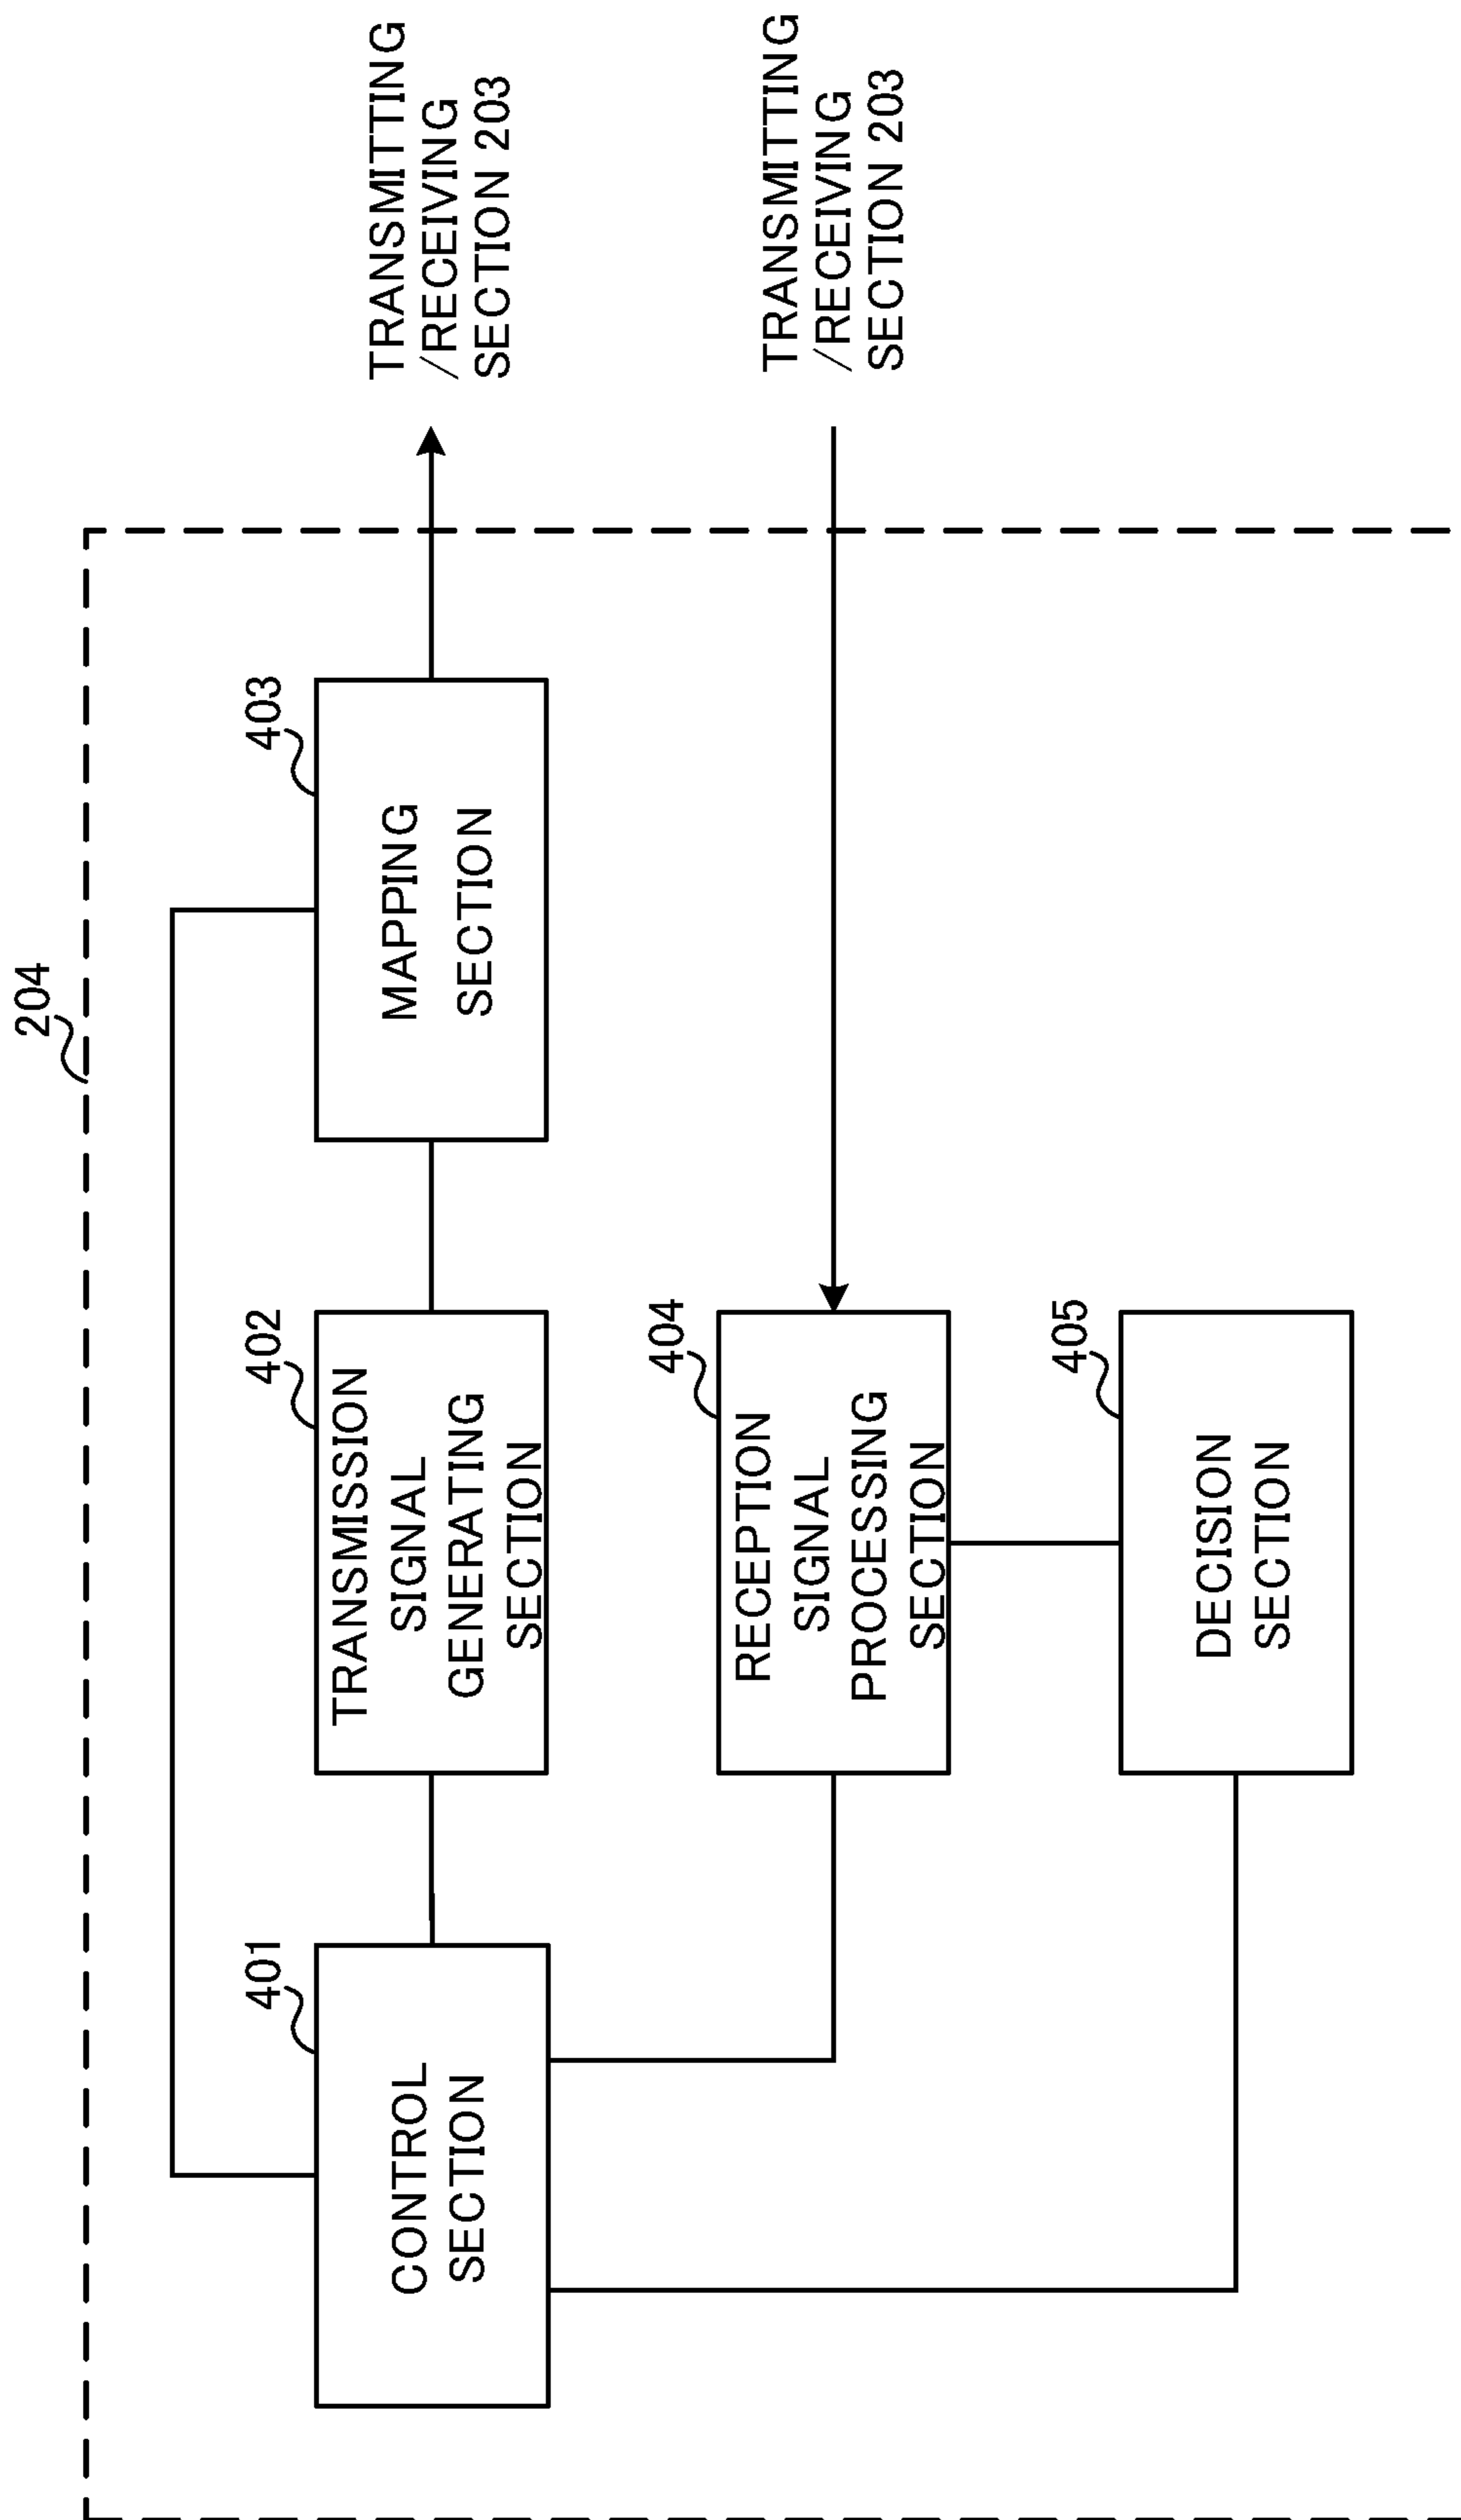 204
401
CONTROL
SECTION
402
TRANSMISSION
SIGNAL
GENERATING
SECTION
403
MAPPING
SECTION
TRANSMITTING
/RECEIVING
SECTION 203
404
RECEPTION
SIGNAL
PROCESSING
SECTION
TRANSMITTING
/RECEIVING
SECTION 203
405
DECISION
SECTION